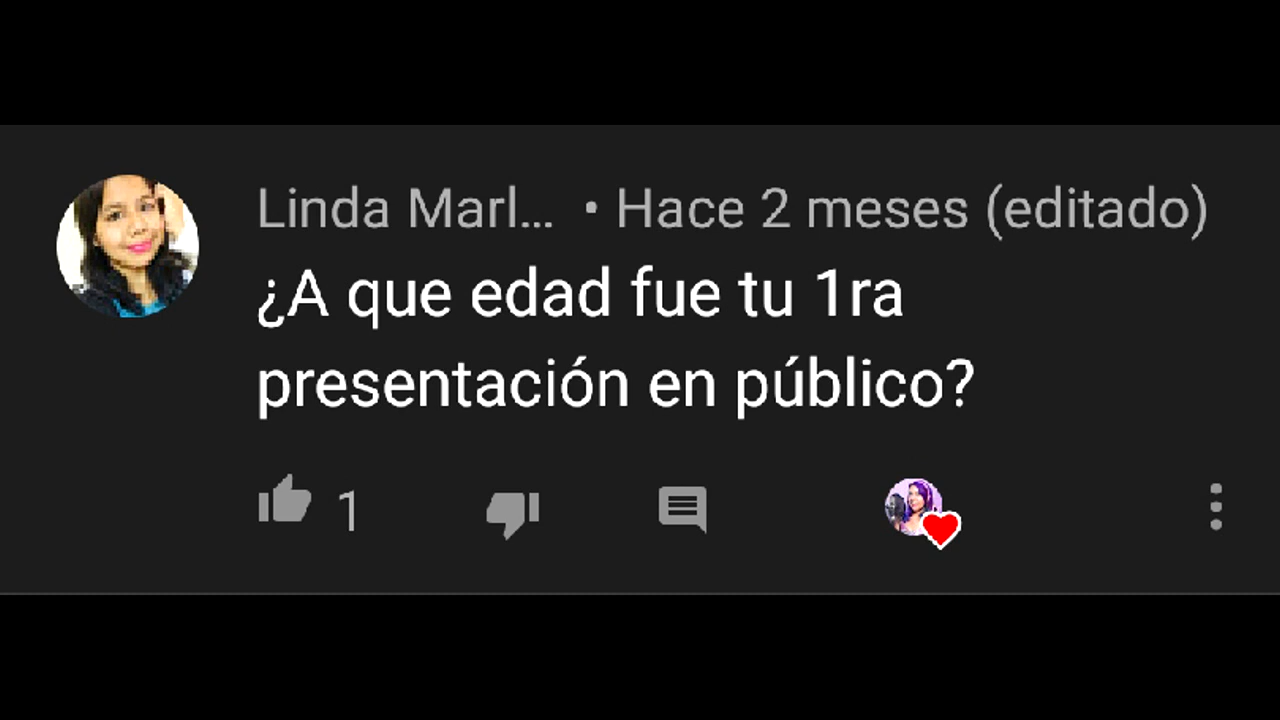 Linda Marl... • Hace 2 meses (editado)
¿A que edad fue tu 1ra
presentación en público?
1